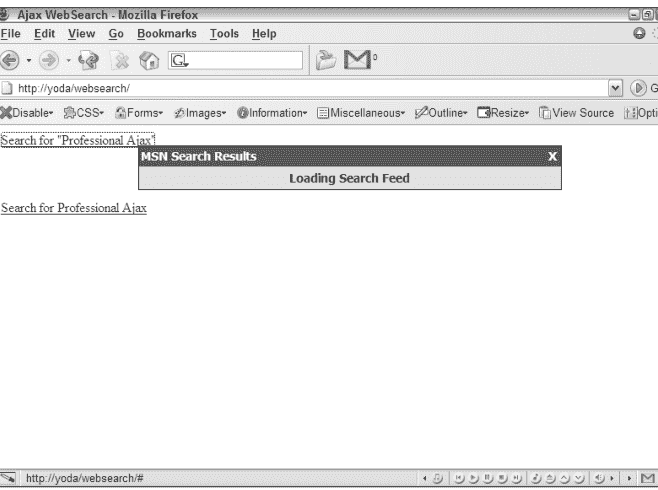 Ajax WebSearch - Mozilla Firefox
File Edit View Go Bookmarks Tools Help
G
http://yoda/websearch/
G
Disable CSS Forms Images Information Miscellaneous Outline Resize View Source Opti
Search for "Professional Ajax"
MSN Search Results X
Loading Search Feed
Search for Professional Ajax
http://yoda/websearch/#